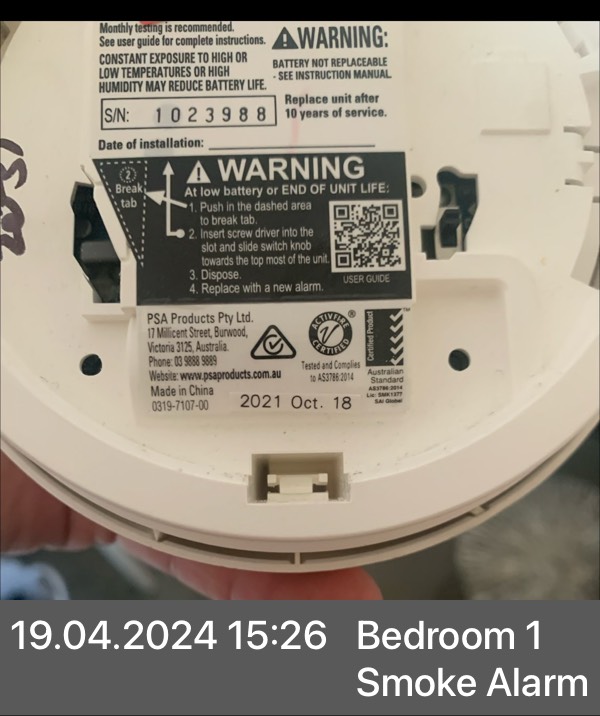 Monthly testing is recommended.
See user guide for complete instructions.
CONSTANT EXPOSURE TO HIGH OR
LOW TEMPERATURES OR HIGH
HUMIDITY MAY REDUCE BATTERY LIFE.
WARNING:
BATTERY NOT REPLACEABLE
- SEE INSTRUCTION MANUAL
S/N: 1023988
Replace unit after
10 years of service.
Date of installation:
2
Break
tab
WARNING
At low battery or END OF UNIT LIFE:
1. Push in the dashed area
to break tab.
2. Insert screw driver into the
slot and slide switch knob
towards the top most of the unit.
3. Dispose.
4. Replace with a new alarm.
USER GUIDE
PSA Products Pty Ltd.
17 Millicent Street, Burwood,
Victoria 3125, Australia.
Phone: 03 9888 9889
Website: www.psaproducts.com.au
Made in China
0319-7107-00
ACTIVFIRE®
CERTIFIED
Tested and Complies
to AS3786:2014
2021 Oct. 18
Certified Product
TM
Australian
Standard
AS3786:2014
Lic: SMK1377
SAI Global
19.04.2024 15:26
Bedroom 1
Smoke Alarm